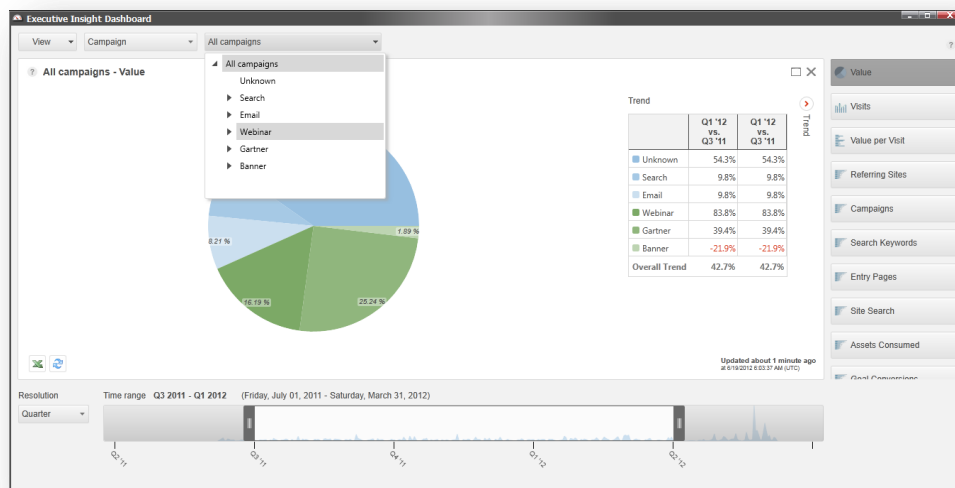 Executive Insight Dashboard
View
Campaign
All campaigns
?
All campaigns
Unknown
Search
Email
Webinar
Gartner
Banner
? All campaigns - Value
8.21 %
16.19 %
25.24 %
1.89 %
Trend
Trend
Q1 '12 vs. Q3 '11 Q1 '12 vs. Q3 '11
Unknown 54.3% 54.3%
Search 9.8% 9.8%
Email 9.8% 9.8%
Webinar 83.8% 83.8%
Gartner 39.4% 39.4%
Banner -21.9% -21.9%
Overall Trend 42.7% 42.7%
Updated about 1 minute ago
at 6/19/2012 6:03:37 AM (UTC)
Value
Visits
Value per Visit
Referring Sites
Campaigns
Search Keywords
Entry Pages
Site Search
Assets Consumed
Goal Conversions
Resolution
Quarter
Time range Q3 2011 - Q1 2012 (Friday, July 01, 2011 - Saturday, March 31, 2012)
Q2 '11
Q3 '11
Q4 '11
Q1 '12
Q2 '12